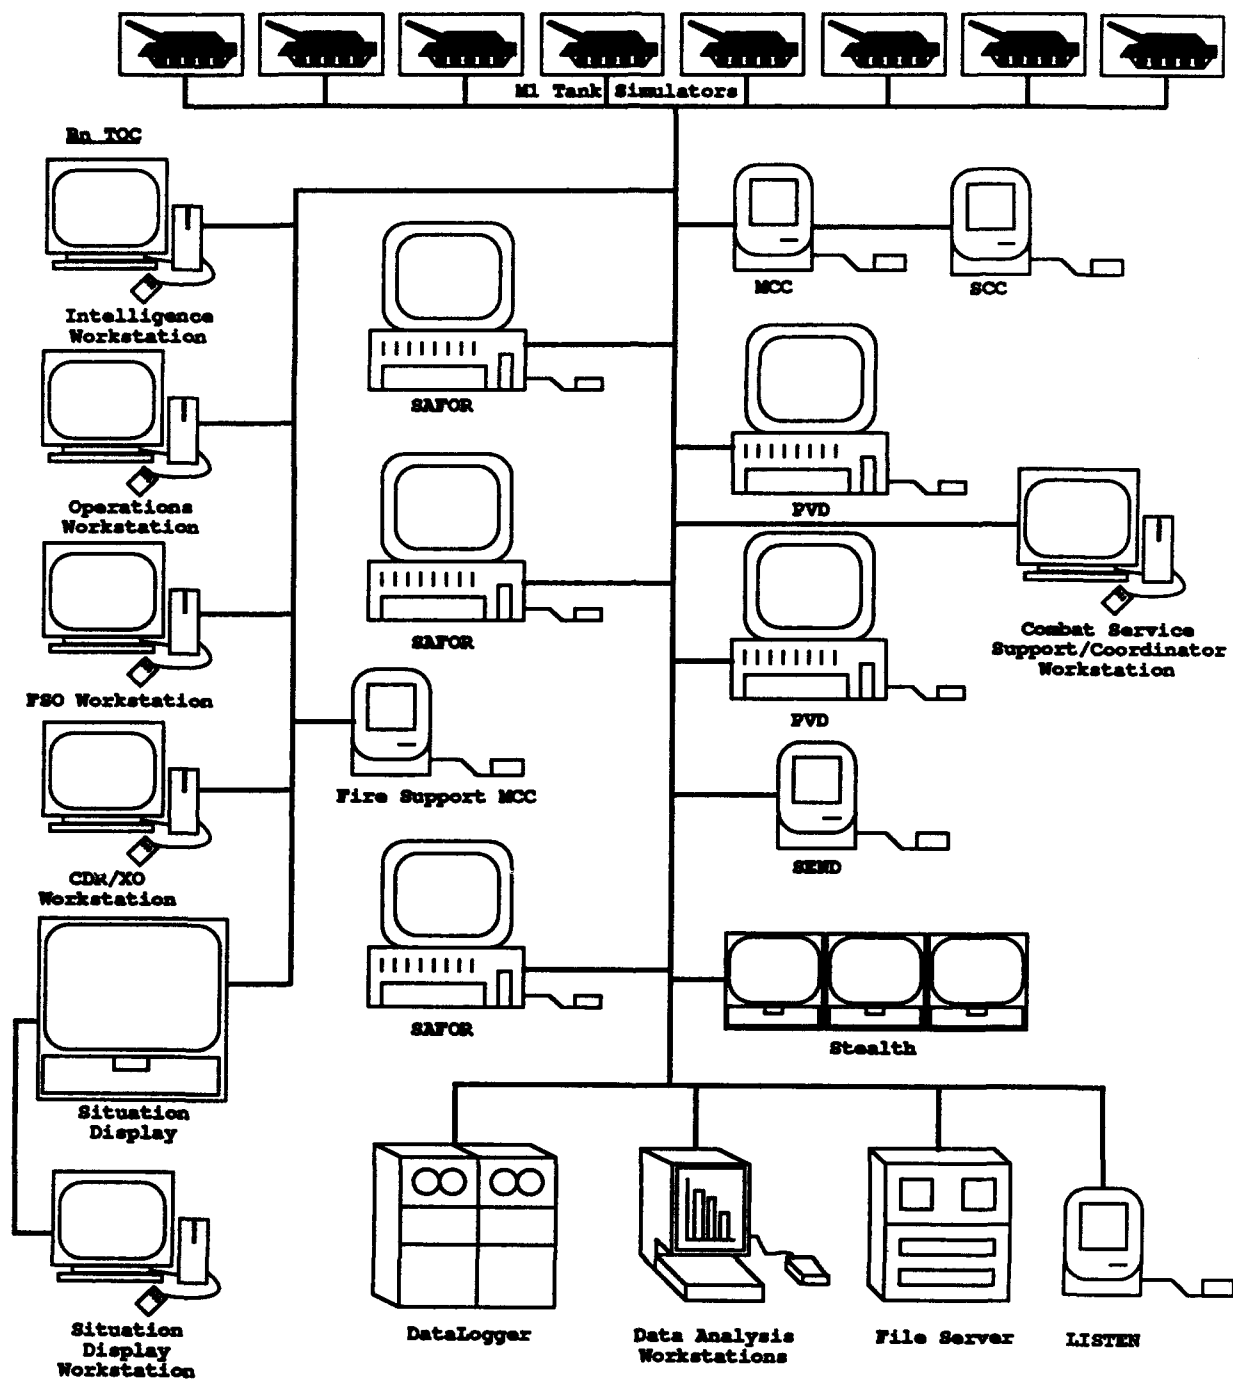 M1 Tank Simulators
Bn TOC
Intelligence
Workstation
MCC
SCC
SAFOR
Operations
Workstation
PVD
SAFOR
Combat Service
Support/Coordinator
Workstation
FSO Workstation
PVD
Fire Support MCC
SEND
CDR/XO
Workstation
SAFOR
Stealth
Situation
Display
DataLogger
Data Analysis
Workstations
File Server
LISTEN
Situation
Display
Workstation